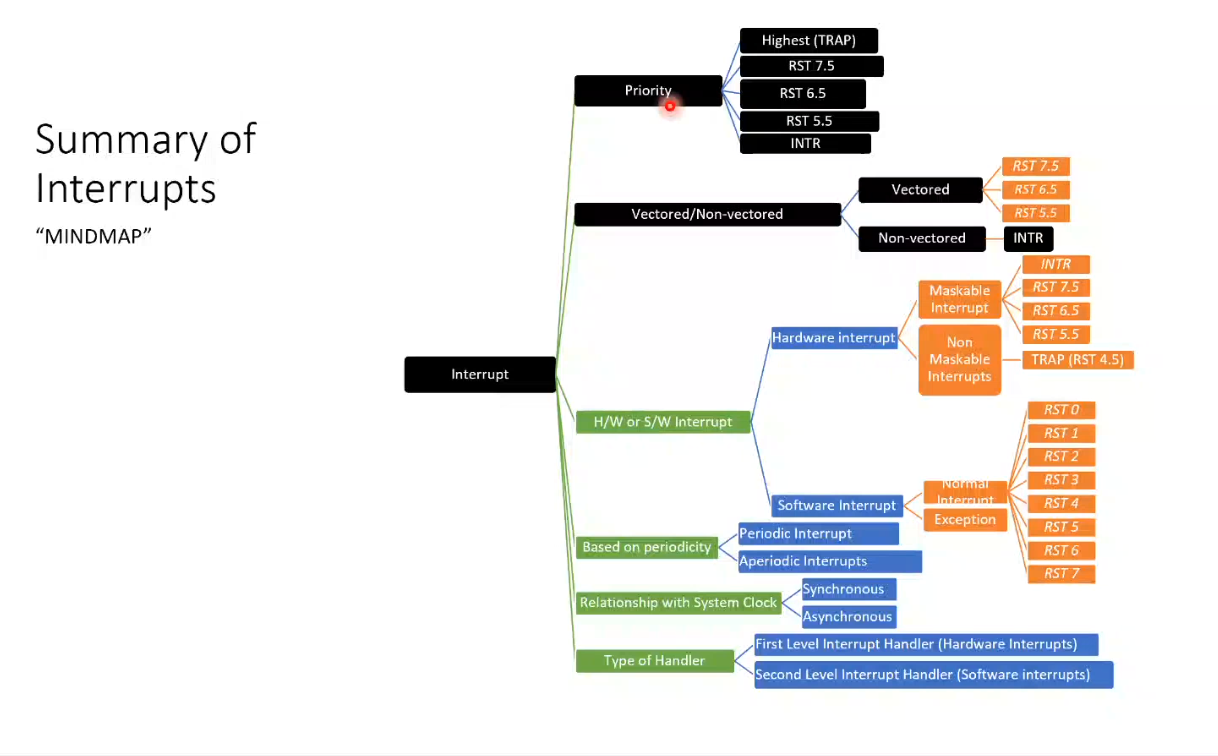 Summary of
Interrupts
“MINDMAP”
Interrupt
Priority
Highest (TRAP)
RST 7.5
RST 6.5
RST 5.5
INTR
Vectored/Non-vectored
Vectored
RST 7.5
RST 6.5
RST 5.5
Non-vectored
INTR
H/W or S/W Interrupt
Hardware interrupt
Maskable
Interrupt
INTR
RST 7.5
RST 6.5
RST 5.5
Non
Maskable
Interrupts
TRAP (RST 4.5)
Software Interrupt
Normal
Interrupt
RST 0
RST 1
RST 2
RST 3
RST 4
RST 5
RST 6
RST 7
Exception
Based on periodicity
Periodic Interrupt
Aperiodic Interrupts
Relationship with System Clock
Synchronous
Asynchronous
Type of Handler
First Level Interrupt Handler (Hardware Interrupts)
Second Level Interrupt Handler (Software interrupts)